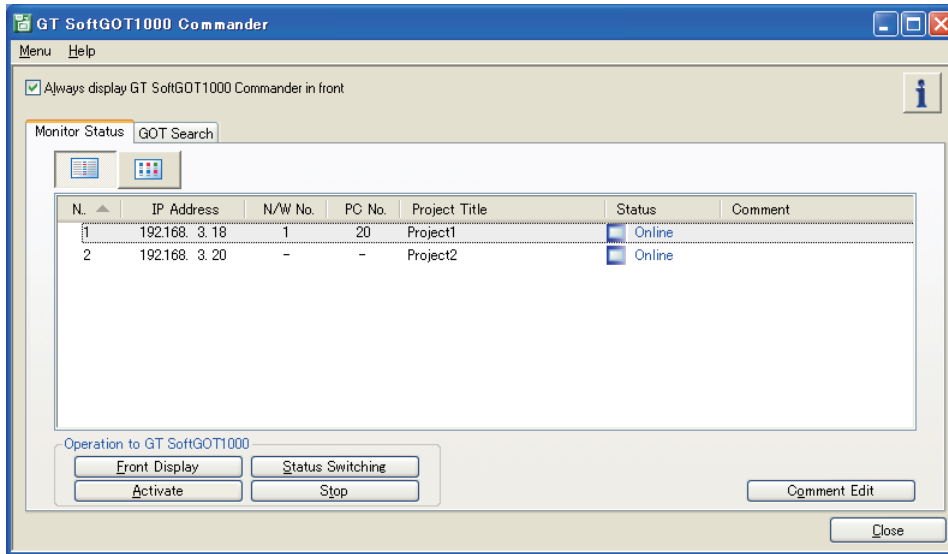 GT SoftGOT1000 Commander
Menu Help
Always display GT SoftGOT1000 Commander in front
i
Monitor Status GOT Search
N.. IP Address N/W No. PC No. Project Title Status Comment
1 192.168. 3. 18 1 20 Project1 Online
2 192.168. 3. 20 - - Project2 Online
Operation to GT SoftGOT1000
Front Display Status Switching
Activate Stop
Comment Edit
Close